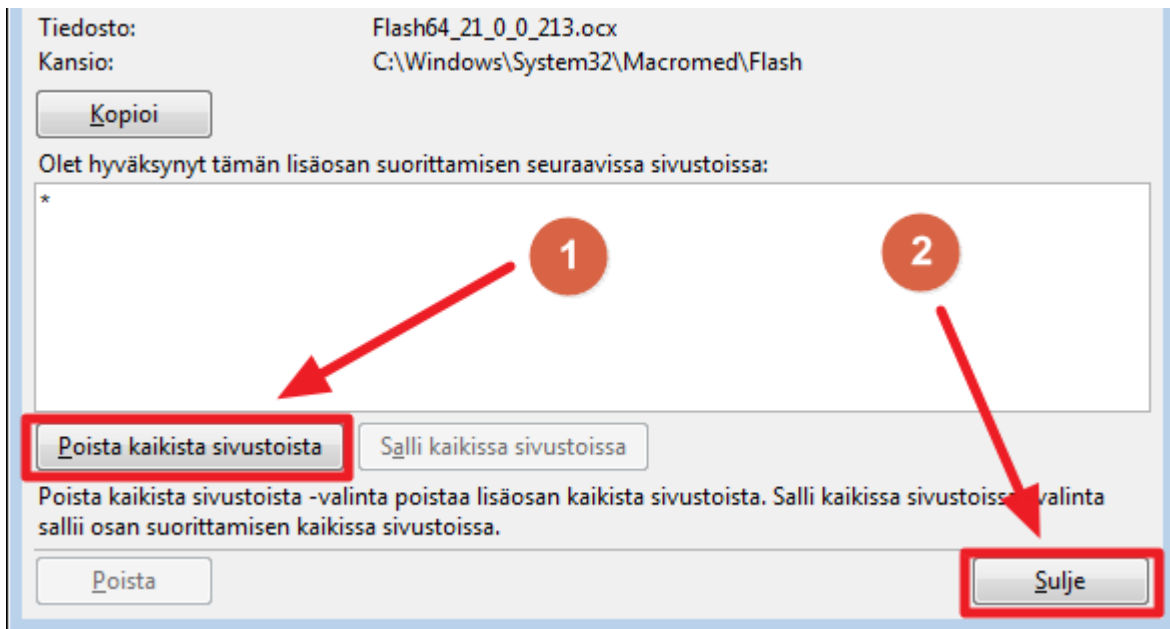 Tiedosto: Flash64_21_0_0_213.ocx
Kansio: C:\Windows\System32\Macromed\Flash
Kopioi
Olet hyväksynyt tämän lisäosan suorittamisen seuraavissa sivustoissa:
*
1
2
Poista kaikista sivustoista Salli kaikissa sivustoissa
Poista kaikista sivustoista -valinta poistaa lisäosan kaikista sivustoista. Salli kaikissa sivustoissa valinta
sallii osan suorittamisen kaikissa sivustoissa.
Poista Sulje